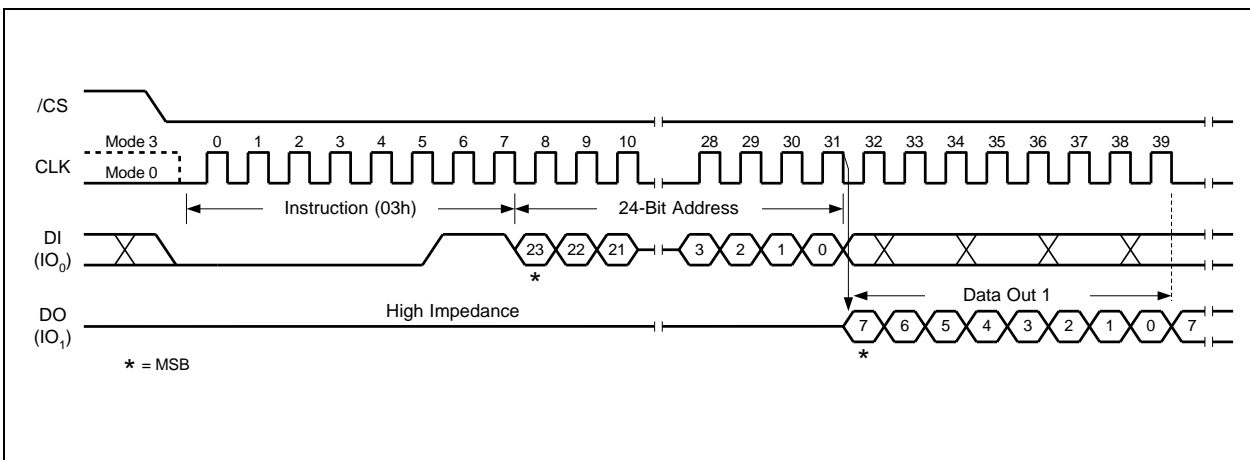 /CS
Mode 3 0 1 2 3 4 5 6 7 8 9 10 28 29 30 31 32 33 34 35 36 37 38 39
CLK
Mode 0
Instruction (03h) 24-Bit Address
DI
(IO0)
23 22 21 3 2 1 0
*
High Impedance Data Out 1
DO
(IO1)
7 6 5 4 3 2 1 0 7
*
* = MSB